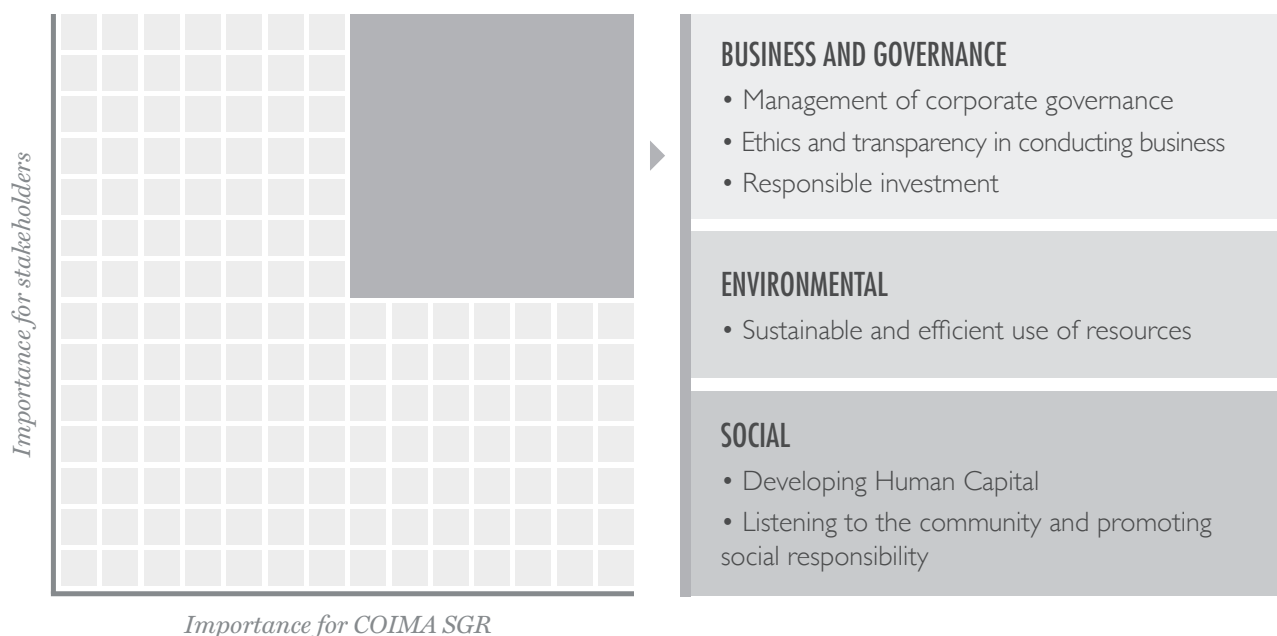 Importance for stakeholders
Importance for COIMA SGR
BUSINESS AND GOVERNANCE
• Management of corporate governance
• Ethics and transparency in conducting business
• Responsible investment
ENVIRONMENTAL
• Sustainable and efficient use of resources
SOCIAL
• Developing Human Capital
• Listening to the community and promoting
social responsibility